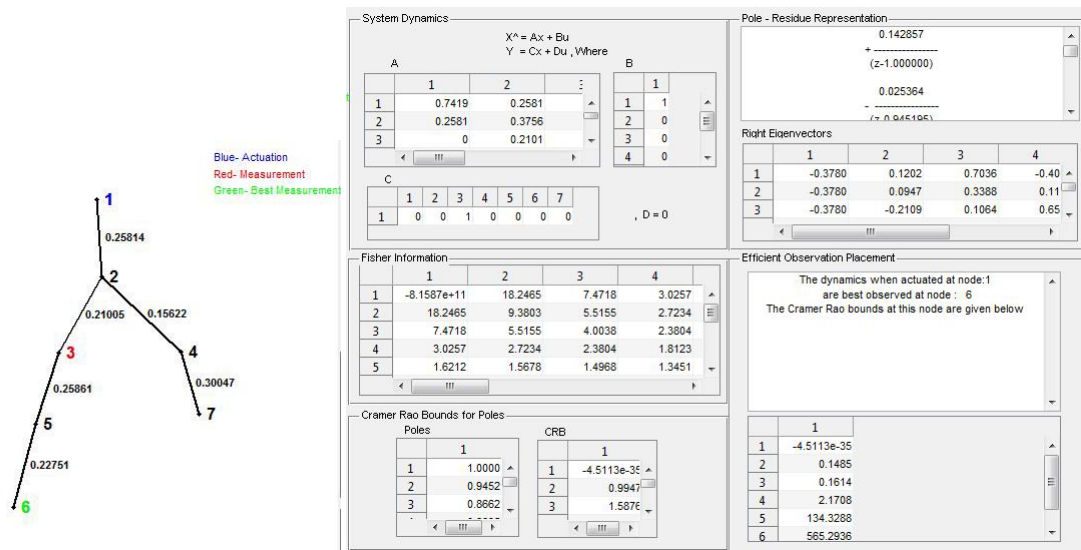 Blue- Actuation
Red- Measurement
Green- Best Measurement
1
0.25814
2
0.21005
0.15622
3
4
0.25861
0.30047
5
7
0.22751
6
System Dynamics
X^ = Ax + Bu
Y = Cx + Du , Where
A
1 2
1 0.7419 0.2581
2 0.2581 0.3756
3 0 0.2101
B
1
1 1
2 0
3 0
4 0
C
1 2 3 4 5 6 7
1 0 0 1 0 0 0 0
, D = 0
Pole - Residue Representation
0.142857
+ ----------------
(z-1.000000)
0.025364
- ----------------
(z-0.945195)
Right Eigenvectors
1 2 3 4
1 -0.3780 0.1202 0.7036 -0.40
2 -0.3780 0.0947 0.3388 0.11
3 -0.3780 -0.2109 0.1064 0.65
Fisher Information
1 2 3 4
1 -8.1587e+11 18.2465 7.4718 3.0257
2 18.2465 9.3803 5.5155 2.7234
3 7.4718 5.5155 4.0038 2.3804
4 3.0257 2.7234 2.3804 1.8123
5 1.6212 1.5678 1.4968 1.3451
Efficient Observation Placement
The dynamics when actuated at node:1
are best observed at node : 6
The Cramer Rao bounds at this node are given below
1
1 -4.5113e-35
2 0.1485
3 0.1614
4 2.1708
5 134.3288
6 565.2936
Cramer Rao Bounds for Poles
Poles
1
1 1.0000
2 0.9452
3 0.8662
CRB
1
1 -4.5113e-35
2 0.9947
3 1.5876